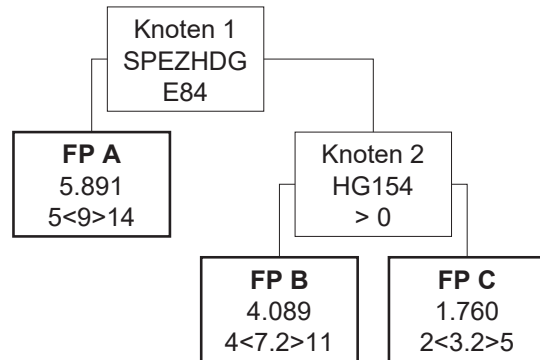 Knoten 1
SPEZHDG
E84
FP A
5.891
5<9>14
Knoten 2
HG154
> 0
FP B
4.089
4<7.2>11
FP C
1.760
2<3.2>5